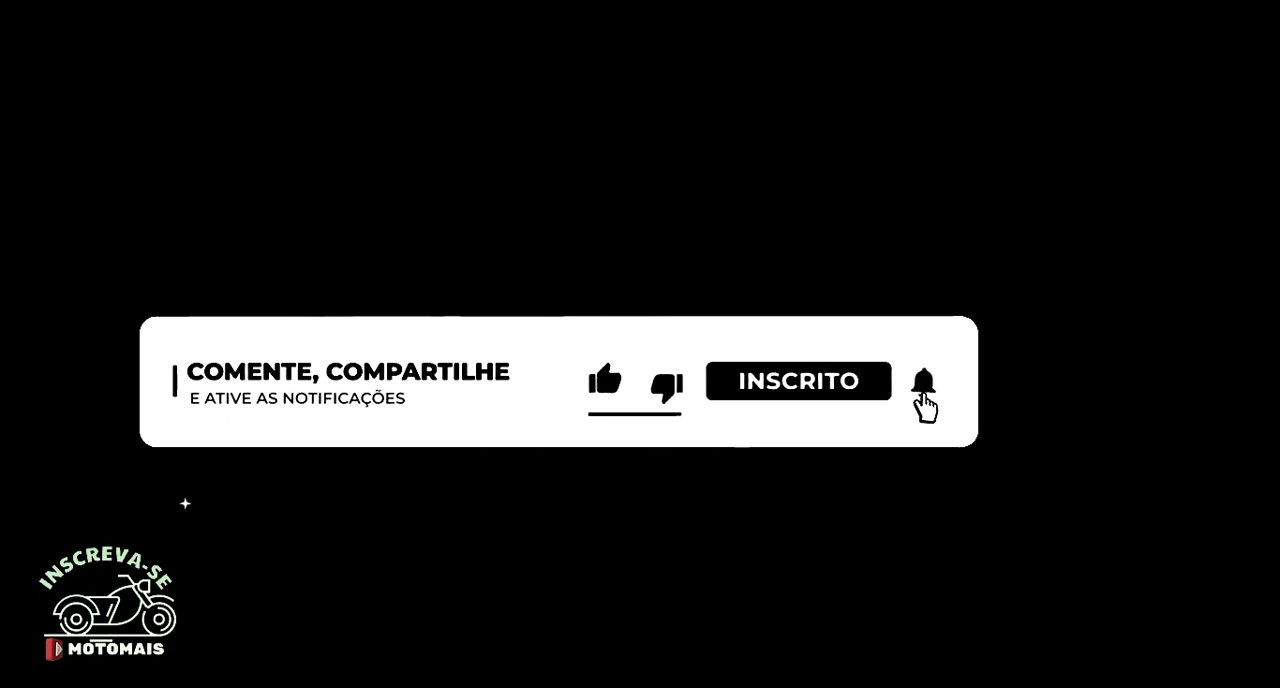 COMENTE, COMPARTILHE
E ATIVE AS NOTIFICAÇÕES
INSCRITO
INSCREVA-SE
MOTOMAIS